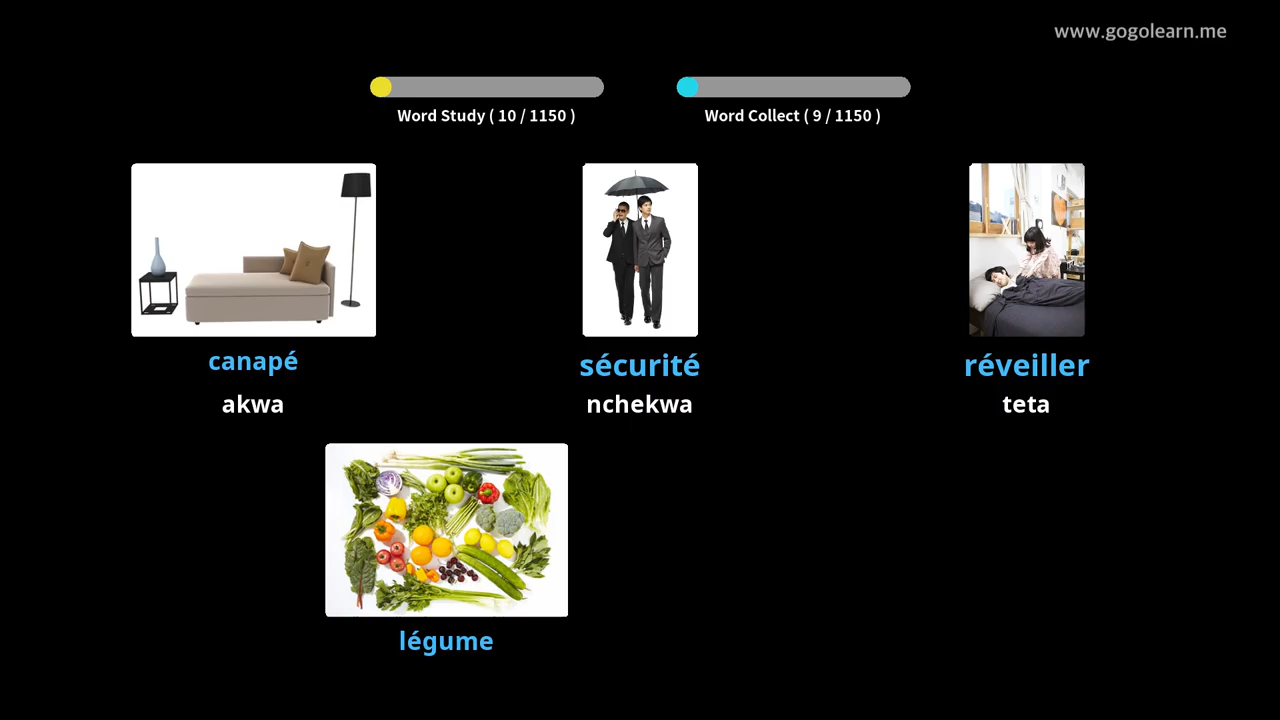 www.gogolearn.me
Word Study ( 10 / 1150 )
Word Collect ( 9 / 1150 )
canapé
sécurité
réveiller
akwa
nchekwa
teta
légume